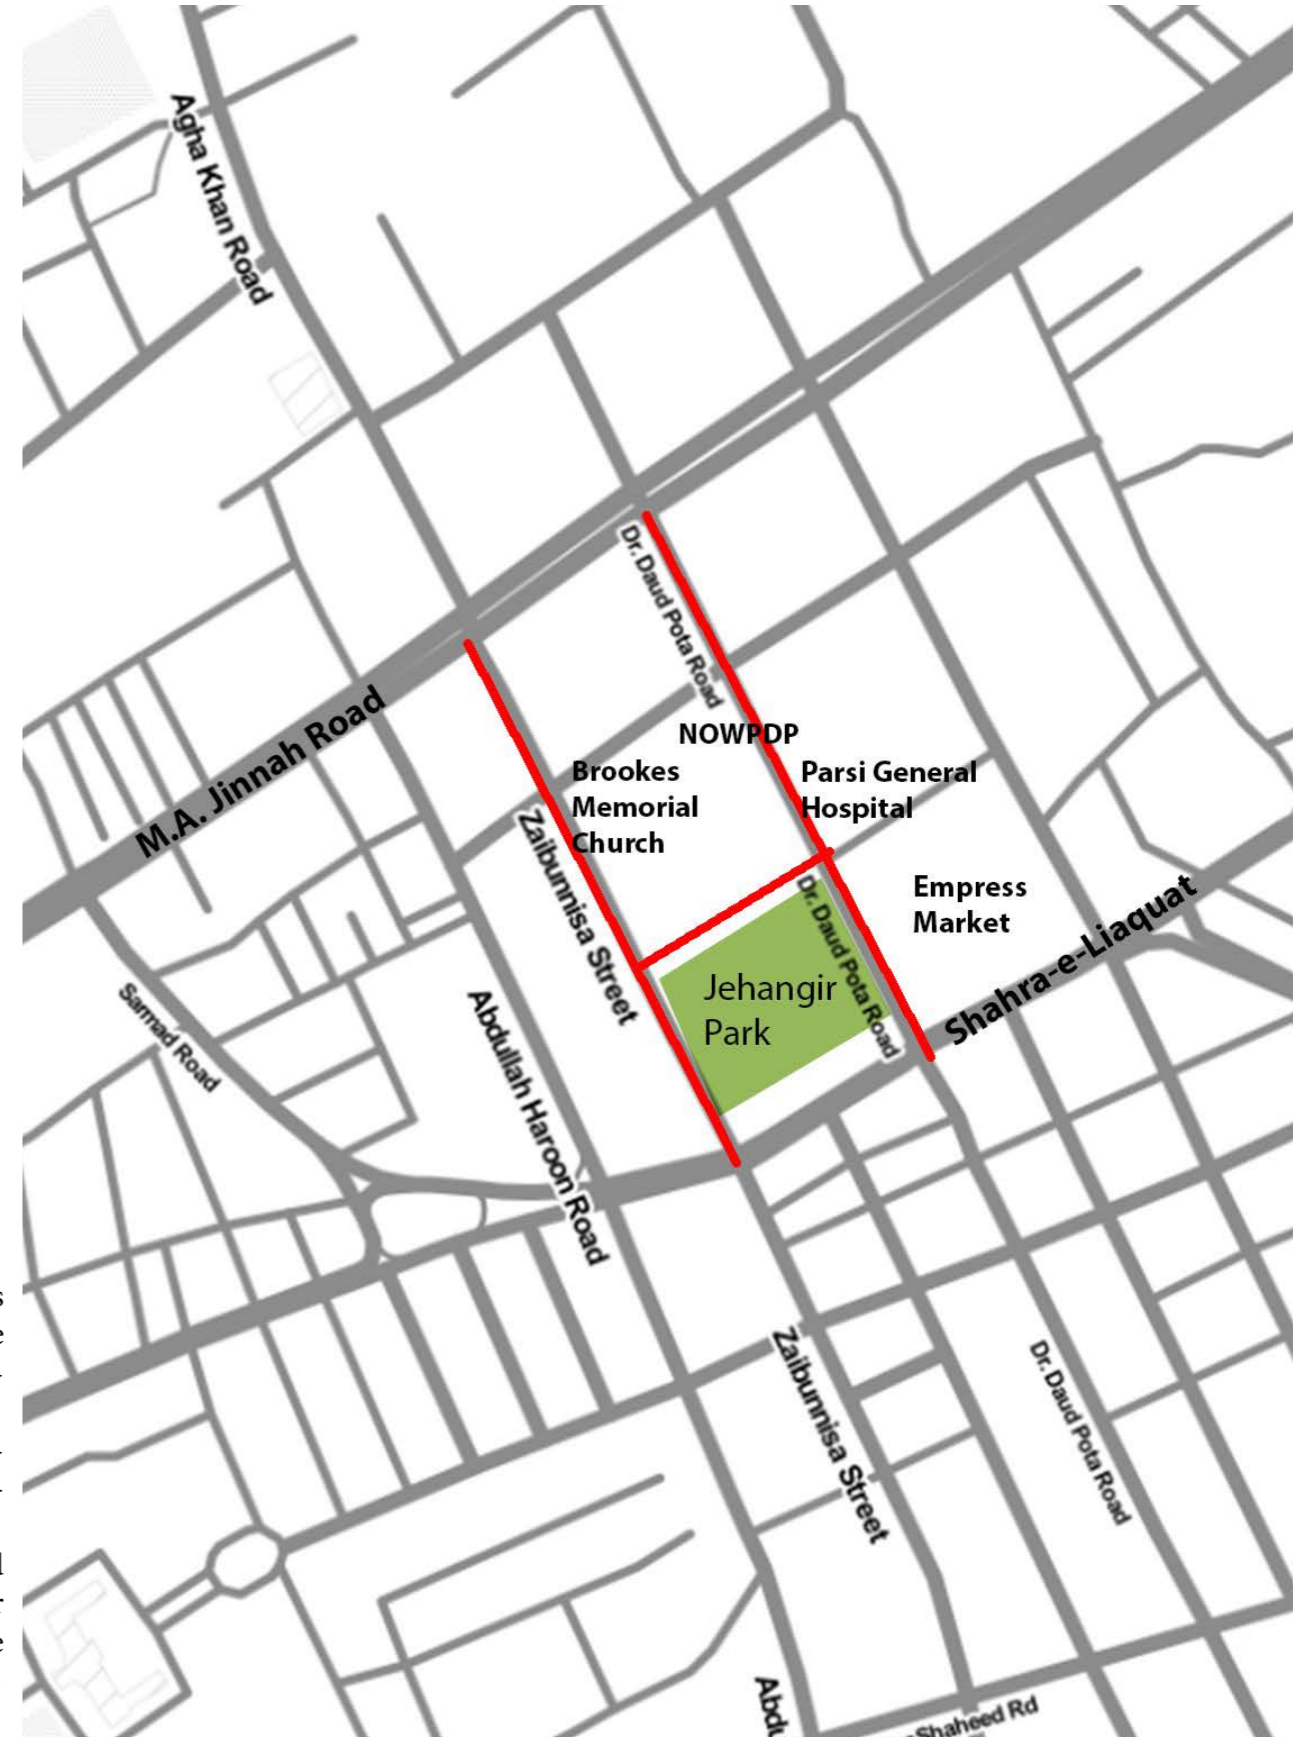 Agha Khan Road
Dr. Daud Pota Road
M.A. Jinnah Road
NOWPDP
Brookes
Memorial
Church
Parsi General
Hospital
Zaibunnisa Street
Empress
Market
Dr. Daud Pota Road
Shahra-e-Liaquat
Jehangir
Park
Sarmad Road
Abdullah Haroon Road
Zaibunnisa Street
Dr. Daud Pota Road
Abdu
Shaheed Rd